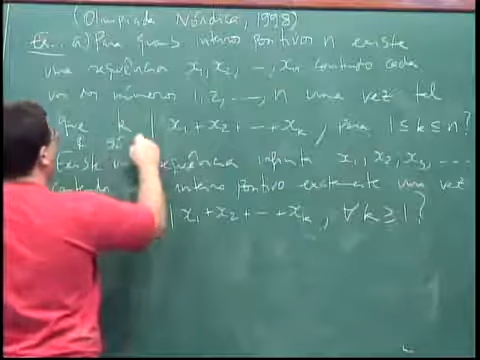 (Olimpíada Nórdica, 1998)
Ex. a) Para quais inteiros positivos n existe
uma sequência x₁, x₂, ..., xₙ contendo cada
um dos números 1, 2, ..., n uma vez tal
que k | x₁ + x₂ + ... + xₖ, para 1 ≤ k ≤ n?
Existe sequência infinita x₁, x₂, x₃, ...
contendo inteiro positivo exatamente uma vez
| x₁ + x₂ + ... + xₖ, ∀ k ≥ 1?